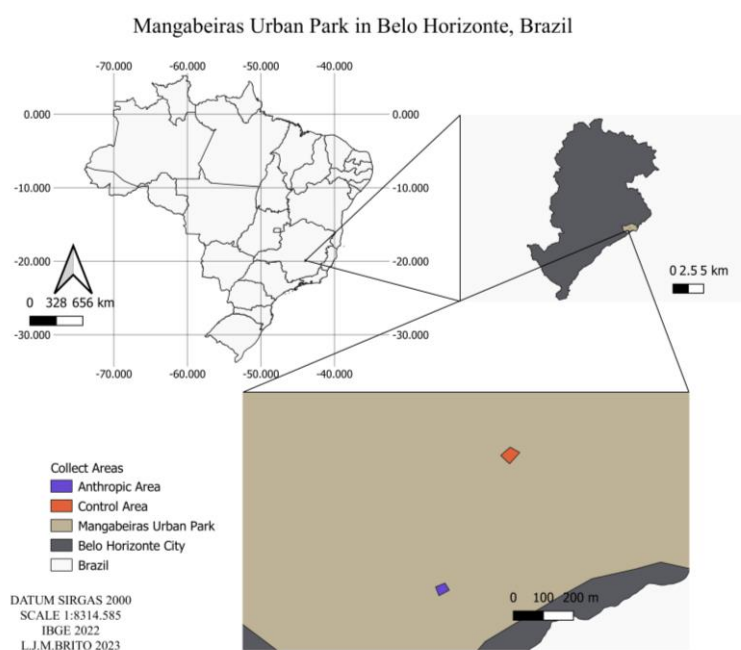 Mangabeiras Urban Park in Belo Horizonte, Brazil
-70.000 -60.000 -50.000 -40.000
0.000 0.000
-10.000 -10.000
-20.000 -20.000
0 2.5 5 km
0 328 656 km
-30.000 -30.000
-70.000 -60.000 -50.000 -40.000
Collect Areas
Anthropic Area
Control Area
Mangabeiras Urban Park
Belo Horizonte City
Brazil
0 100 200 m
DATUM SIRGAS 2000
SCALE 1:8314.585
IBGE 2022
L.J.M.BRITO 2023